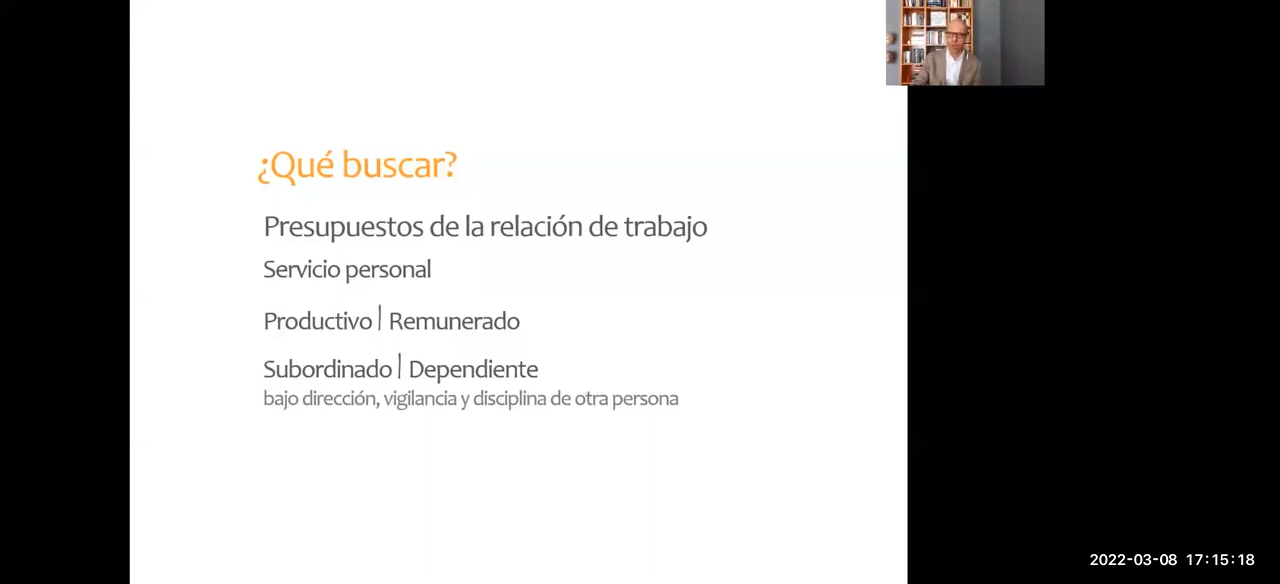 ¿Qué buscar?
Presupuestos de la relación de trabajo
Servicio personal
Productivo | Remunerado
Subordinado | Dependiente
bajo dirección, vigilancia y disciplina de otra persona
2022-03-08 17:15:18